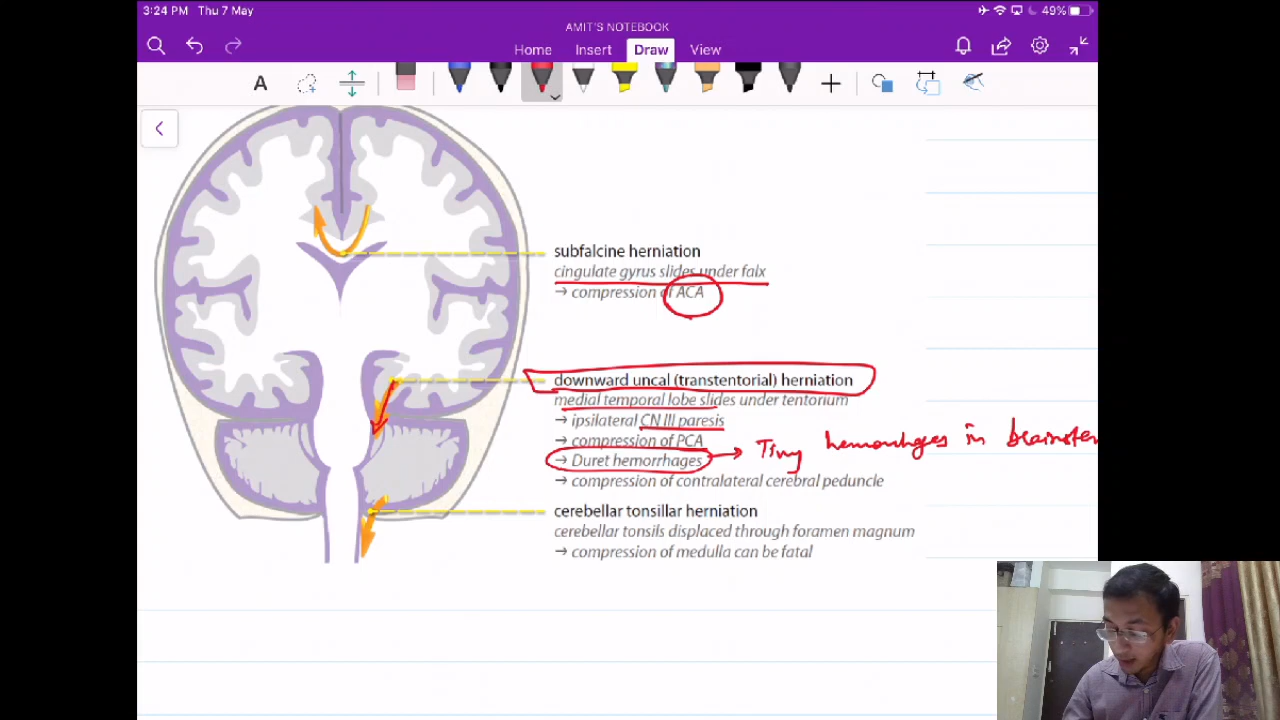 3:24 PM Thu 7 May
49%
AMIT'S NOTEBOOK
Home Insert Draw View
A
subfalcine herniation
cingulate gyrus slides under falx
→ compression of ACA
downward uncal (transtentorial) herniation
medial temporal lobe slides under tentorium
→ ipsilateral CN III paresis
→ compression of PCA
→ Duret hemorrhages → Tiny hemorrhages in brainstem
→ compression of contralateral cerebral peduncle
cerebellar tonsillar herniation
cerebellar tonsils displaced through foramen magnum
→ compression of medulla can be fatal